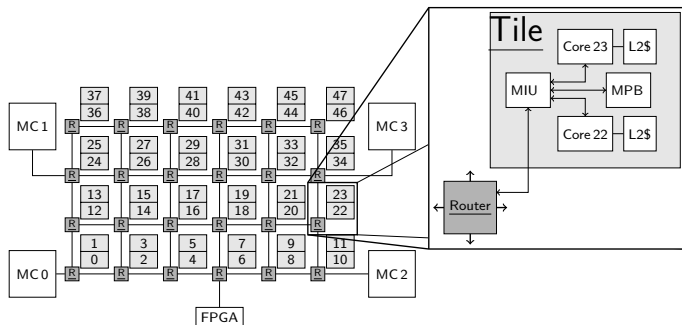 Tile
Core 23 L2$
MIU MPB
Core 22 L2$
Router
37 39 41 43 45 47
36 38 40 42 44 46
MC 1 R R R R R R MC 3
25 27 29 31 33 35
24 26 28 30 32 34
R R R R R R
13 15 17 19 21 23
12 14 16 18 20 22
R R R R R R
1 3 5 7 9 11
0 2 4 6 8 10
MC 0 R R R R R R MC 2
FPGA